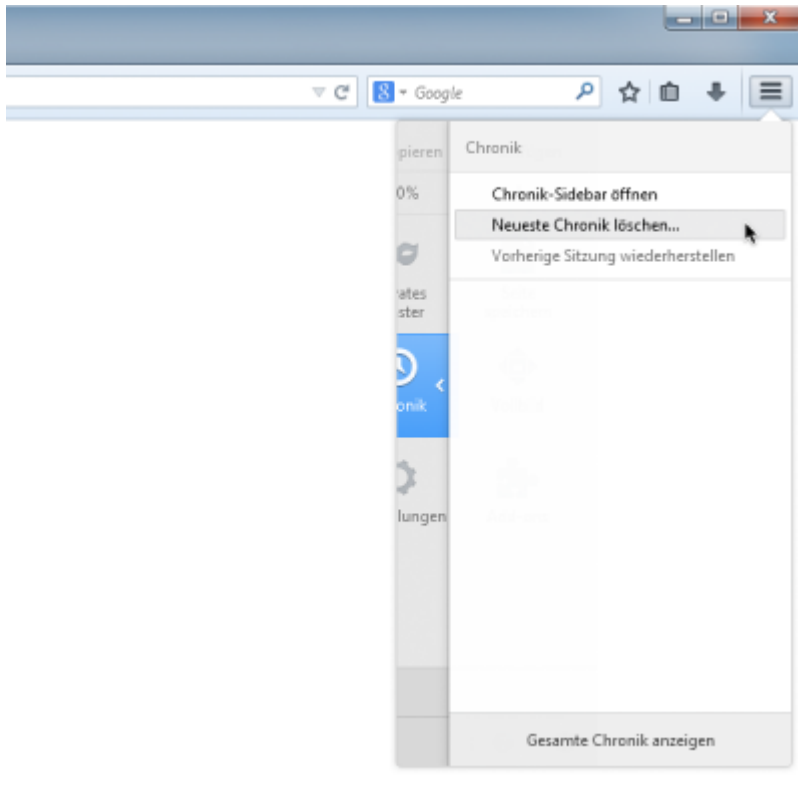 Google
Chronik
Chronik-Sidebar öffnen
Neueste Chronik löschen...
Vorherige Sitzung wiederherstellen
Gesamte Chronik anzeigen
pieren
0%
ates
ster
onik
lungen